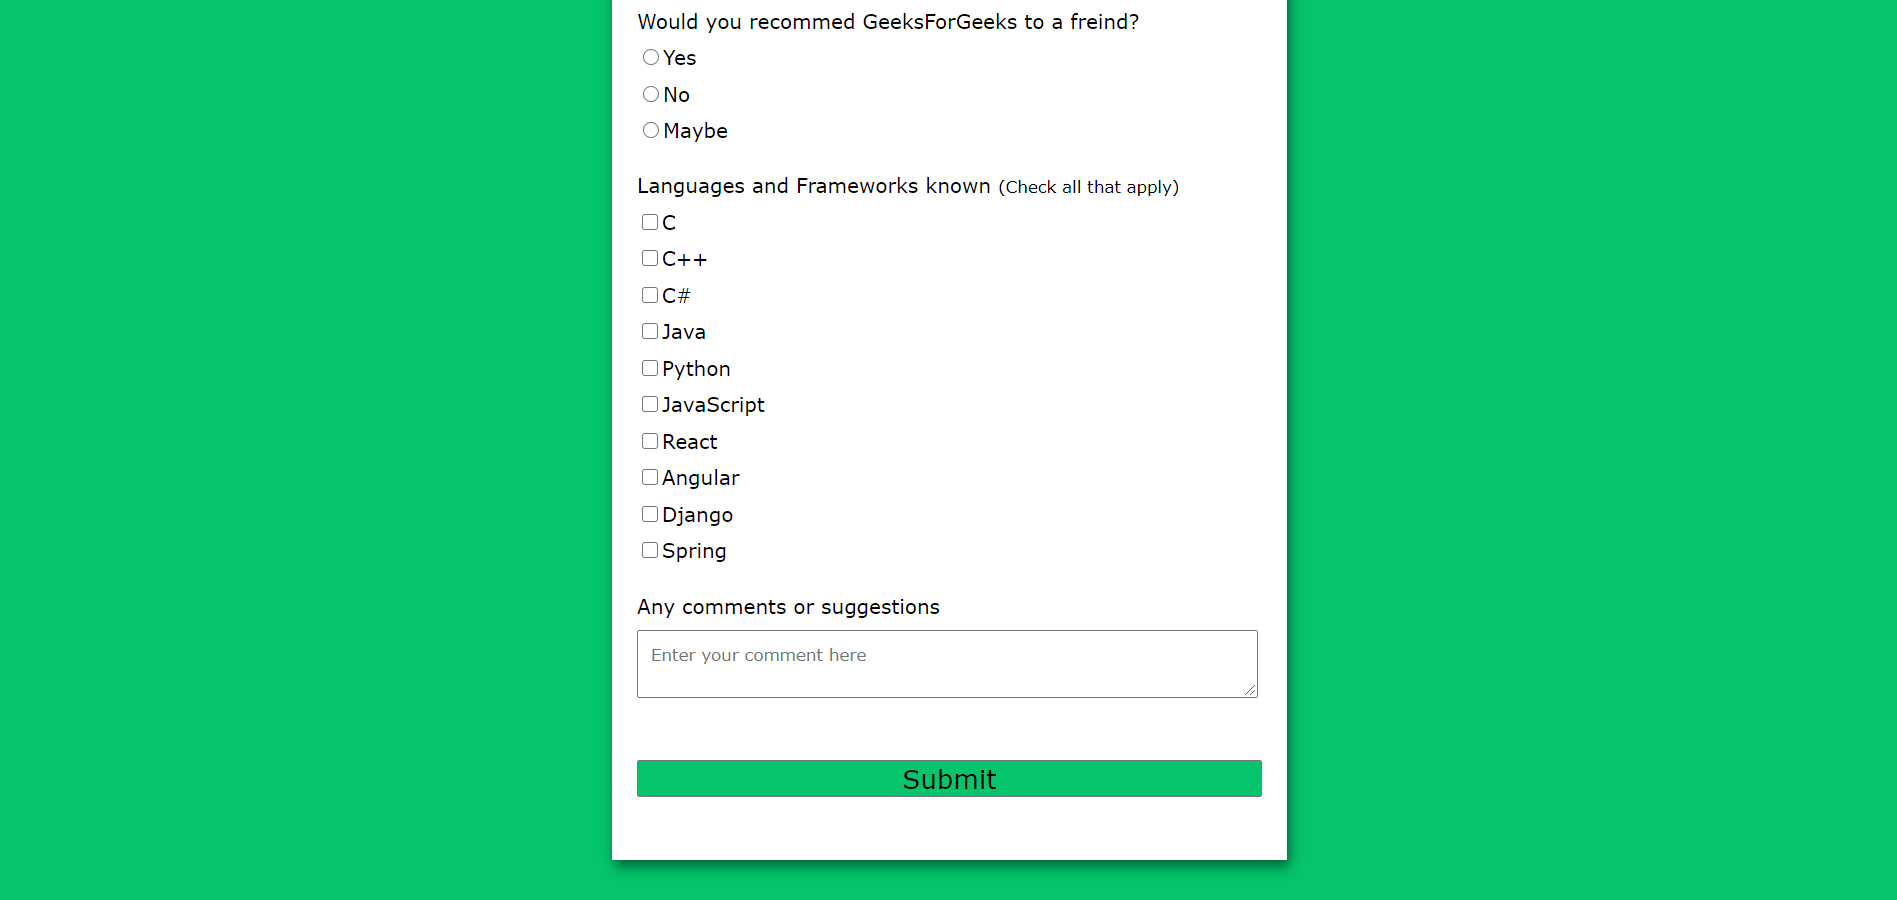 Would you recommed GeeksForGeeks to a freind?
Yes
No
Maybe
Languages and Frameworks known (Check all that apply)
C
C++
C#
Java
Python
JavaScript
React
Angular
Django
Spring
Any comments or suggestions
Enter your comment here
Submit